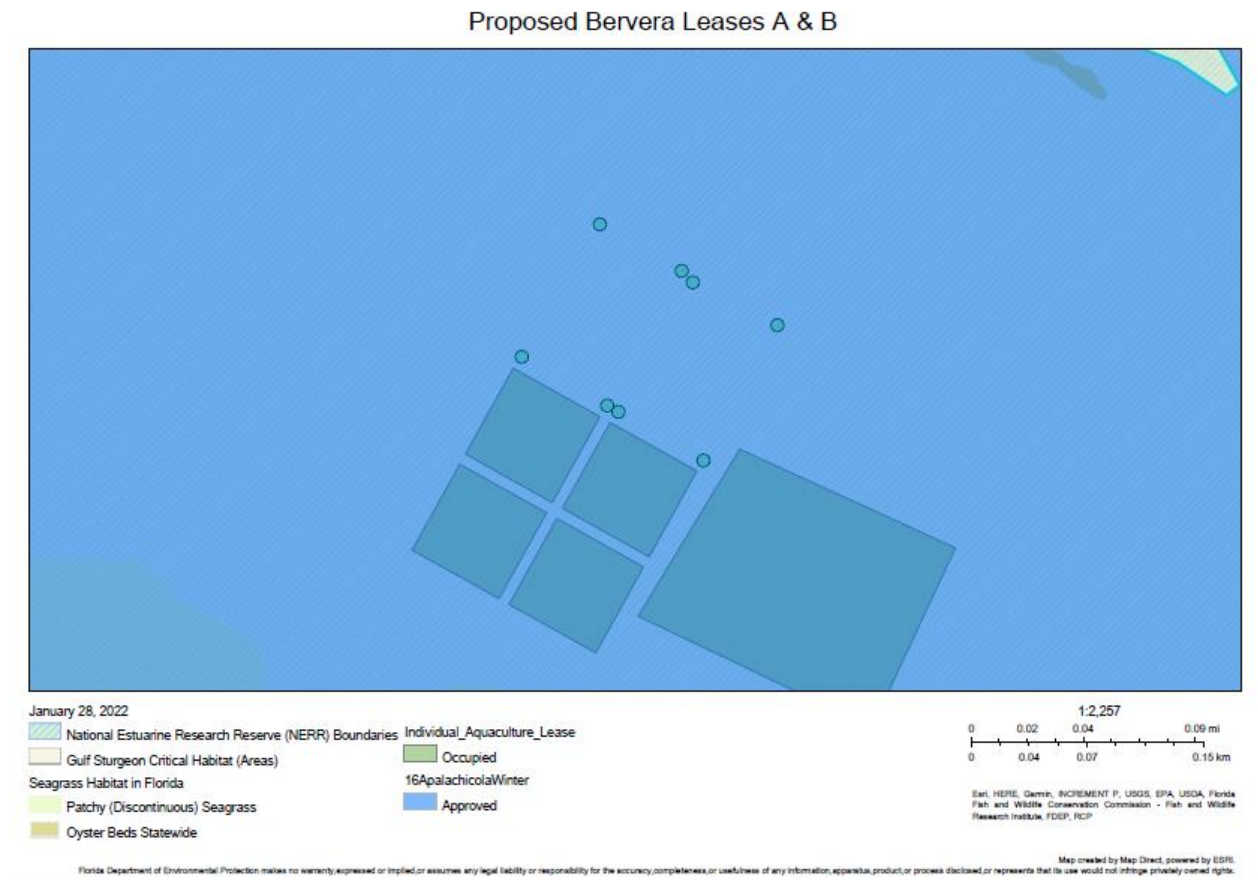 Proposed Bervera Leases A & B
January 28, 2022
National Estuarine Research Reserve (NERR) Boundaries
Gulf Sturgeon Critical Habitat (Areas)
Seagrass Habitat in Florida
Patchy (Discontinuous) Seagrass
Oyster Beds Statewide
Individual_Aquaculture_Lease
Occupied
16ApalachicolaWinter
Approved
1:2,257
0 0.02 0.04 0.09 mi
0 0.04 0.07 0.15 km
Esri, HERE, Garmin, INCREMENT P, USGS, EPA, USDA, Florida
Fish and Wildlife Conservation Commission - Fish and Wildlife
Research Institute, FDEP, RCP
Map created by Map Direct, powered by ESRI.
Florida Department of Environmental Protection makes no warranty,expressed or implied,or assumes any legal liability or responsibility for the accuracy,completeness,or usefulness of any information,apparatus,product,or process disclosed,or represents that its use would not infringe privately owned rights.